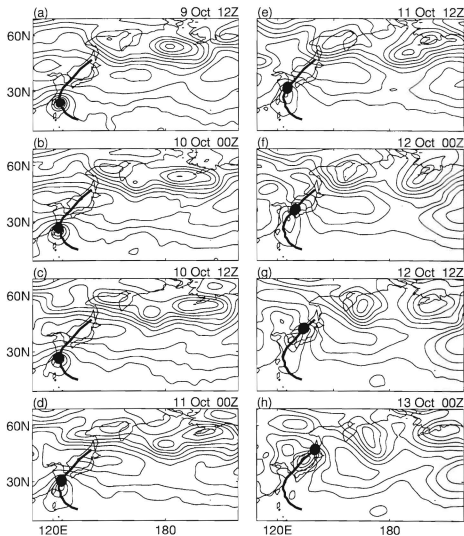 (a) 9 Oct 12Z
60N
30N
(b) 10 Oct 00Z
60N
30N
(c) 10 Oct 12Z
60N
30N
(d) 11 Oct 00Z
60N
30N
120E 180
(e) 11 Oct 12Z
(f) 12 Oct 00Z
(g) 12 Oct 12Z
(h) 13 Oct 00Z
120E 180